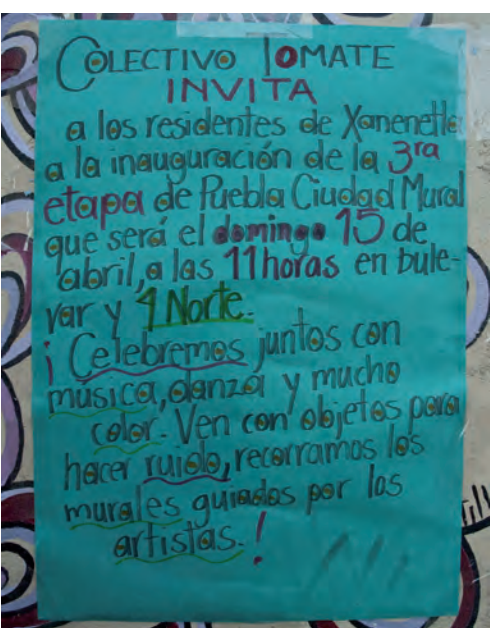 COLECTIVO TOMATE
INVITA
a los residentes de Xanenetla
a la inauguración de la 3ra
etapa de Puebla Ciudad Mural
que será el domingo 15 de
abril, a las 11 horas en bule-
var y 4 Norte.
¡Celebremos juntos con
música, danza y mucho
color. Ven con objetos para
hacer ruido, recorramos los
murales guiados por los
artistas.!